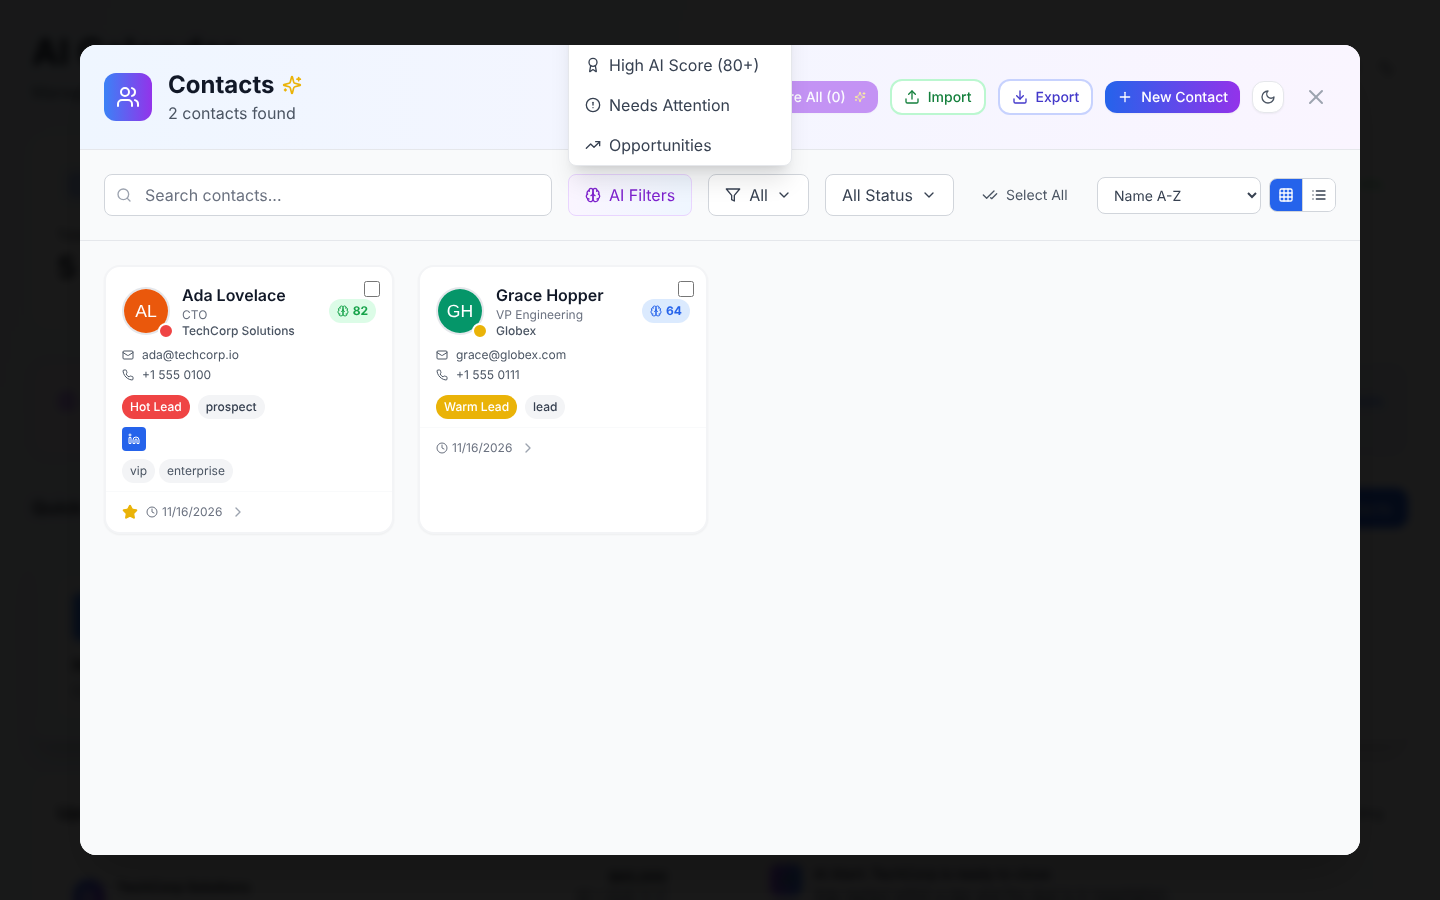 Contacts
2 contacts found
High AI Score (80+)
Needs Attention
Opportunities
All (0)
Import
Export
New Contact
Search contacts...
AI Filters
All
All Status
Select All
Name A-Z
AL
Ada Lovelace
CTO
TechCorp Solutions
82
ada@techcorp.io
+1 555 0100
Hot Lead
prospect
in
vip
enterprise
11/16/2026
GH
Grace Hopper
VP Engineering
Globex
64
grace@globex.com
+1 555 0111
Warm Lead
lead
11/16/2026